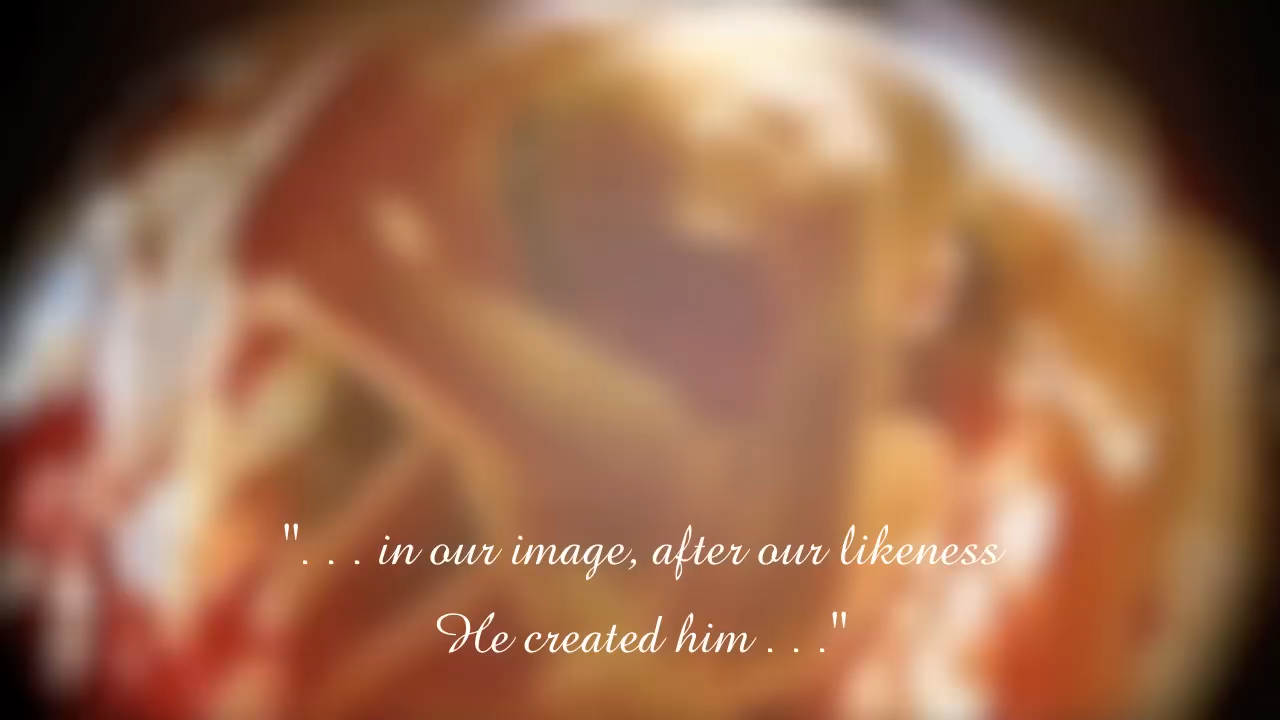 ". . . in our image, after our likeness
He created him . . ."